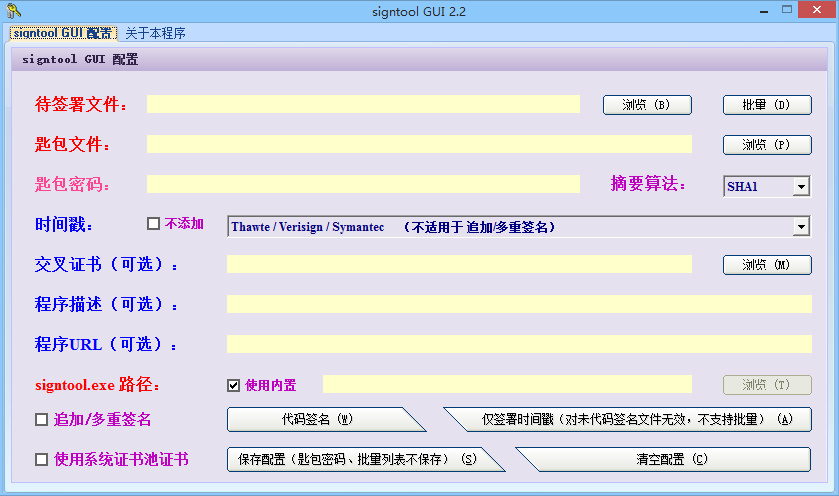 signtool GUI 2.2
signtool GUI 配置 关于本程序
signtool GUI 配置
待签署文件： 浏览 (B) 批量 (D)
匙包文件： 浏览 (P)
匙包密码： 摘要算法： SHA1
时间戳： 不添加 Thawte / Verisign / Symantec （不适用于 追加/多重签名）
交叉证书（可选）： 浏览 (M)
程序描述（可选）：
程序URL（可选）：
signtool.exe 路径： 使用内置 浏览 (T)
追加/多重签名 代码签名 (W) 仅签署时间戳（对未代码签名文件无效，不支持批量） (A)
使用系统证书池证书 保存配置（匙包密码、批量列表不保存） (S) 清空配置 (C)